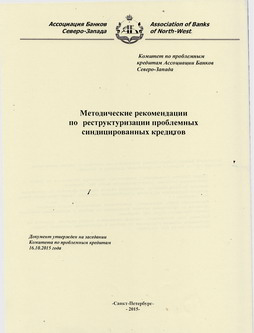 Ассоциация Банков
Северо-Запада
Association of Banks
of North-West
Комитет по проблемным
кредитам Ассоциации Банков
Северо-Запада
Методические рекомендации
по реструктуризации проблемных
синдицированных кредитов
Документ утвержден на заседании
Комитета по проблемным кредитам
16.10.2015 года
-Санкт-Петербург-
- 2015-